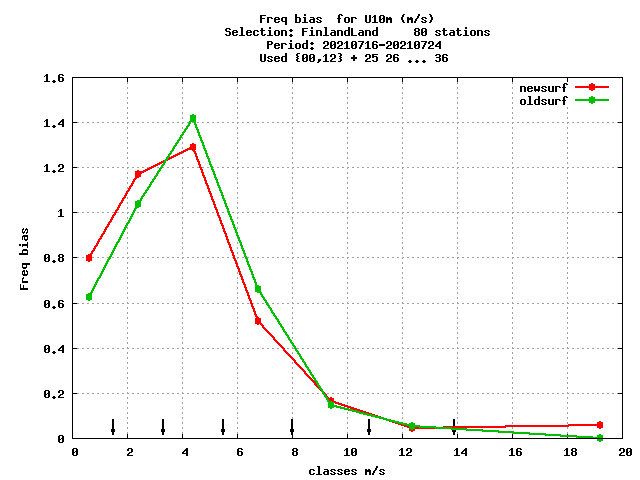 Freq bias  for U10m (m/s)
Selection: FinlandLand     80 stations
Period: 20210716-20210724
Used {00,12} + 25 26 ... 36
newsurf
oldsurf
1.6
1.4
1.2
1
0.8
0.6
0.4
0.2
0
Freq bias
0 2 4 6 8 10 12 14 16 18 20
classes m/s